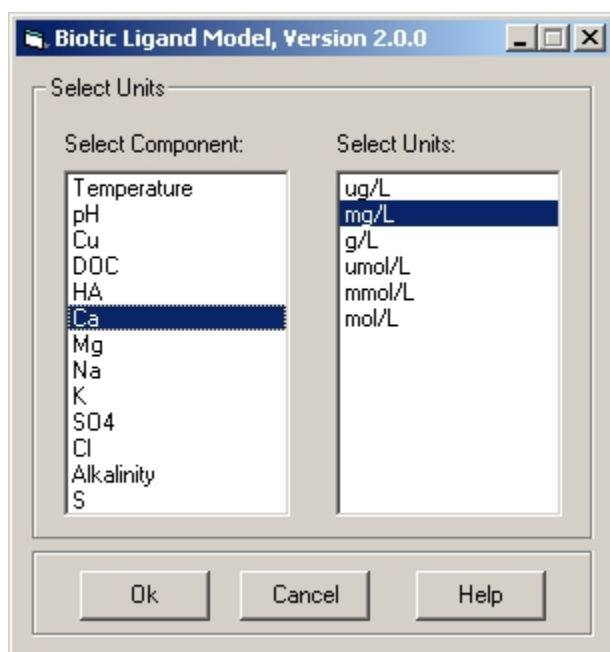 Biotic Ligand Model, Version 2.0.0
Select Units
Select Component:
Temperature
pH
Cu
DOC
HA
Ca
Mg
Na
K
SO4
Cl
Alkalinity
S
Select Units:
ug/L
mg/L
g/L
umol/L
mmol/L
mol/L
Ok
Cancel
Help